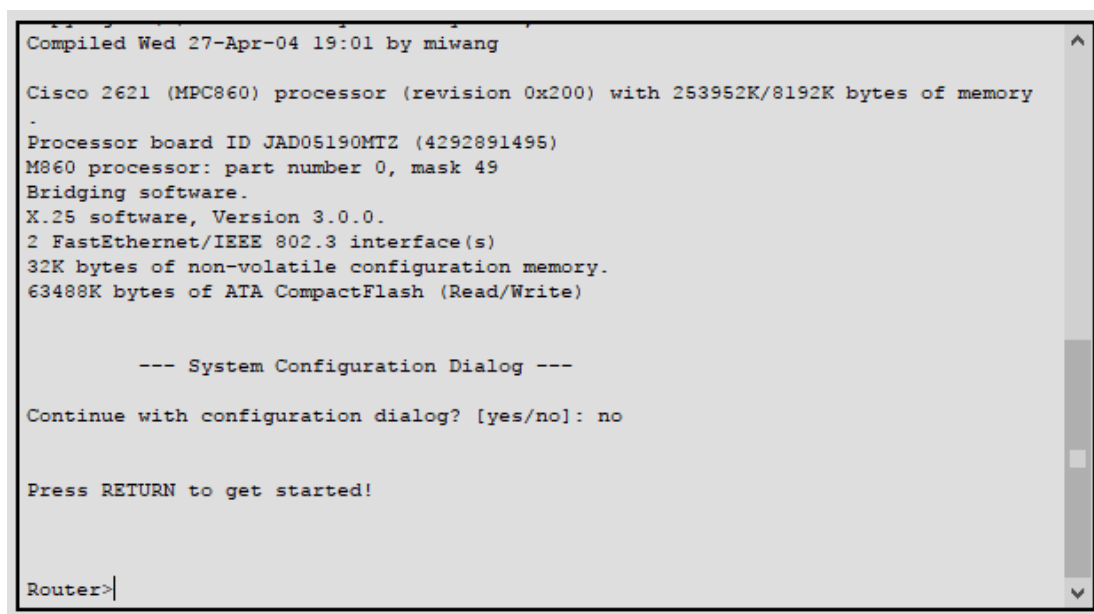 Compiled Wed 27-Apr-04 19:01 by miwang
Cisco 2621 (MPC860) processor (revision 0x200) with 253952K/8192K bytes of memory
.
Processor board ID JAD05190MTZ (4292891495)
M860 processor: part number 0, mask 49
Bridging software.
X.25 software, Version 3.0.0.
2 FastEthernet/IEEE 802.3 interface(s)
32K bytes of non-volatile configuration memory.
63488K bytes of ATA CompactFlash (Read/Write)
--- System Configuration Dialog ---
Continue with configuration dialog? [yes/no]: no
Press RETURN to get started!
Router>